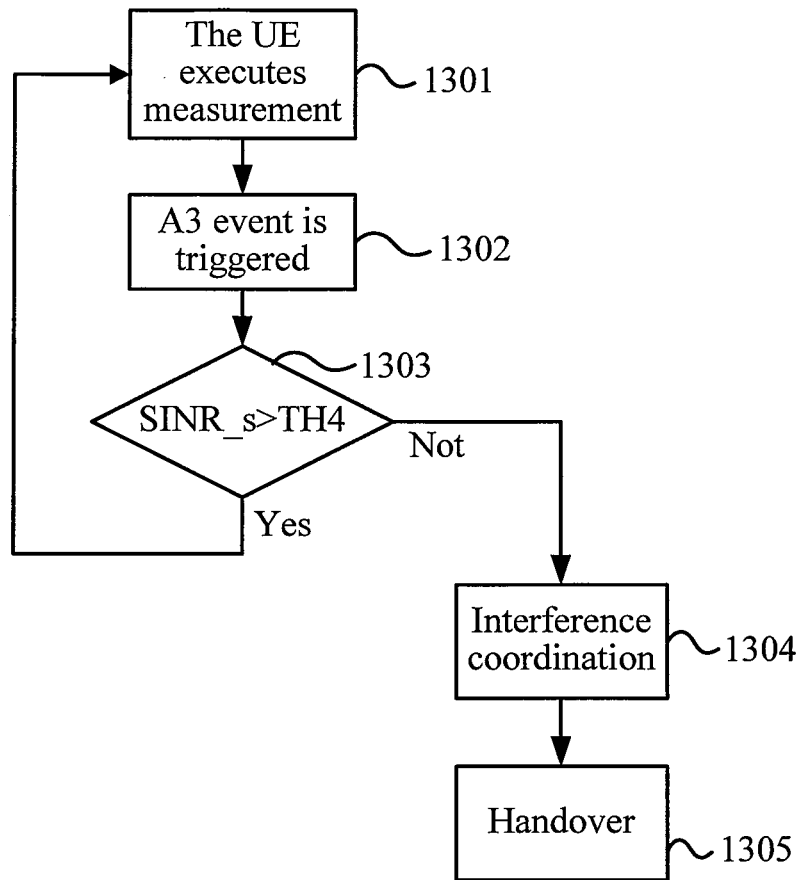 The UE
executes
measurement
1301
A3 event is
triggered
1302
1303
SINR_s>TH4
Not
Yes
Interference
coordination
1304
Handover
1305